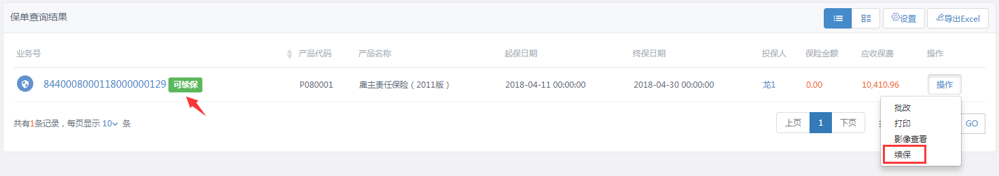 保单查询结果
设置
导出Excel
业务号 产品代码 产品名称 起保日期 终保日期 投保人 保险金额 应收保费 操作
8440008000118000000129 可续保 P080001 雇主责任保险（2011版） 2018-04-11 00:00:00 2018-04-30 00:00:00 龙1 0.00 10,410.96 操作
批改
打印
影像查看
续保
共有1条记录，每页显示 10 条 上页 1 下页 GO